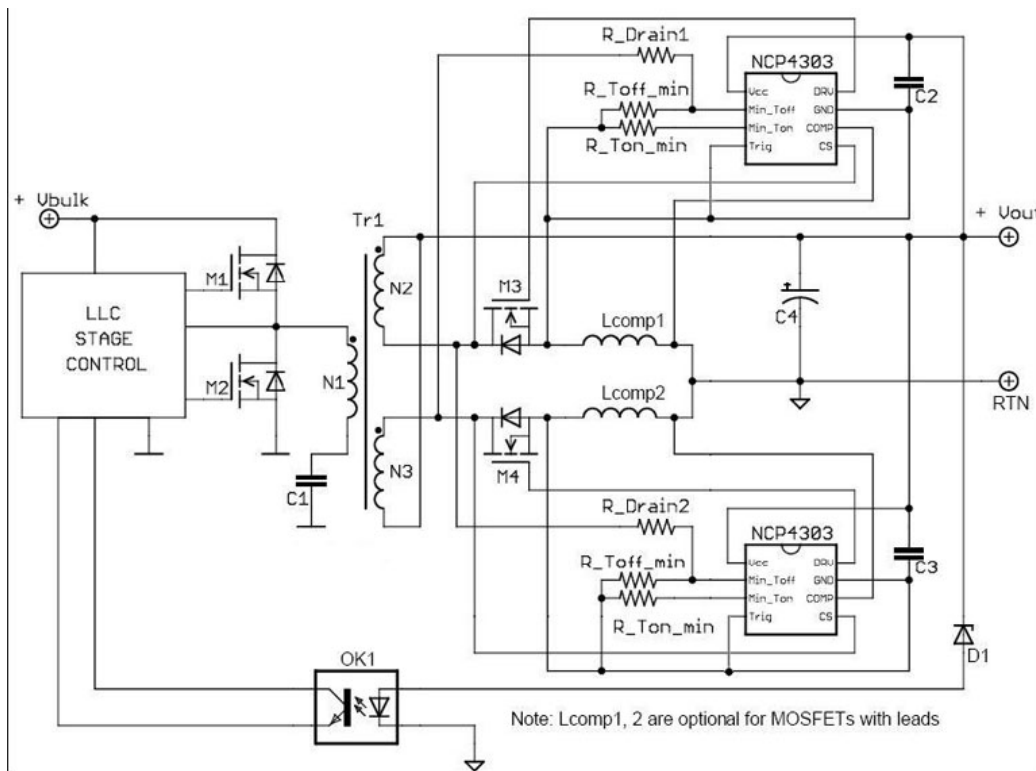 R_Drain1
NCP4303
R_Toff_min
Vcc
DRV
C2
Min_Toff
GND
R_Ton_min
Min_Ton
COMP
Trig
CS
+ Vbulk
Tr1
+ Vout
M1
M3
N2
LLC
STAGE
CONTROL
Lcomp1
C4
M2
N1
Lcomp2
RTN
M4
N3
C1
R_Drain2
NCP4303
R_Toff_min
Vcc
DRV
C3
Min_Toff
GND
Min_Ton
COMP
R_Ton_min
Trig
CS
D1
OK1
Note: Lcomp1, 2 are optional for MOSFETs with leads